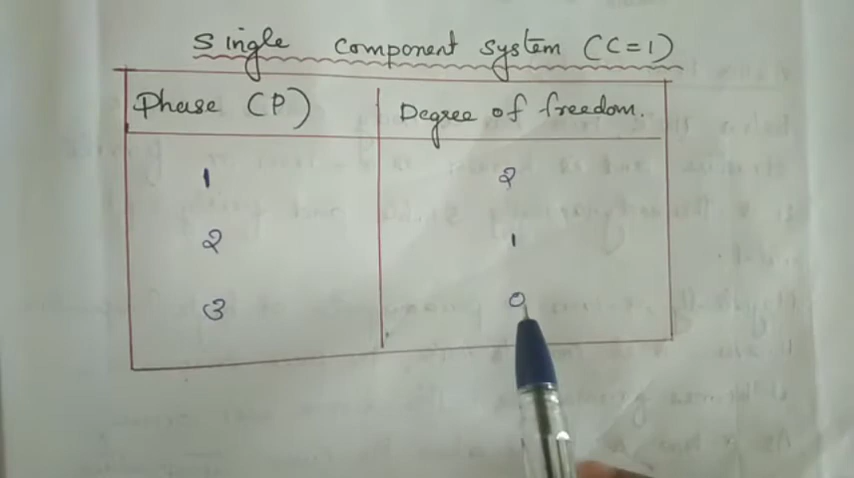 Single component system (C=1)
Phase (P) Degree of freedom.
1 2
2 1
3 0